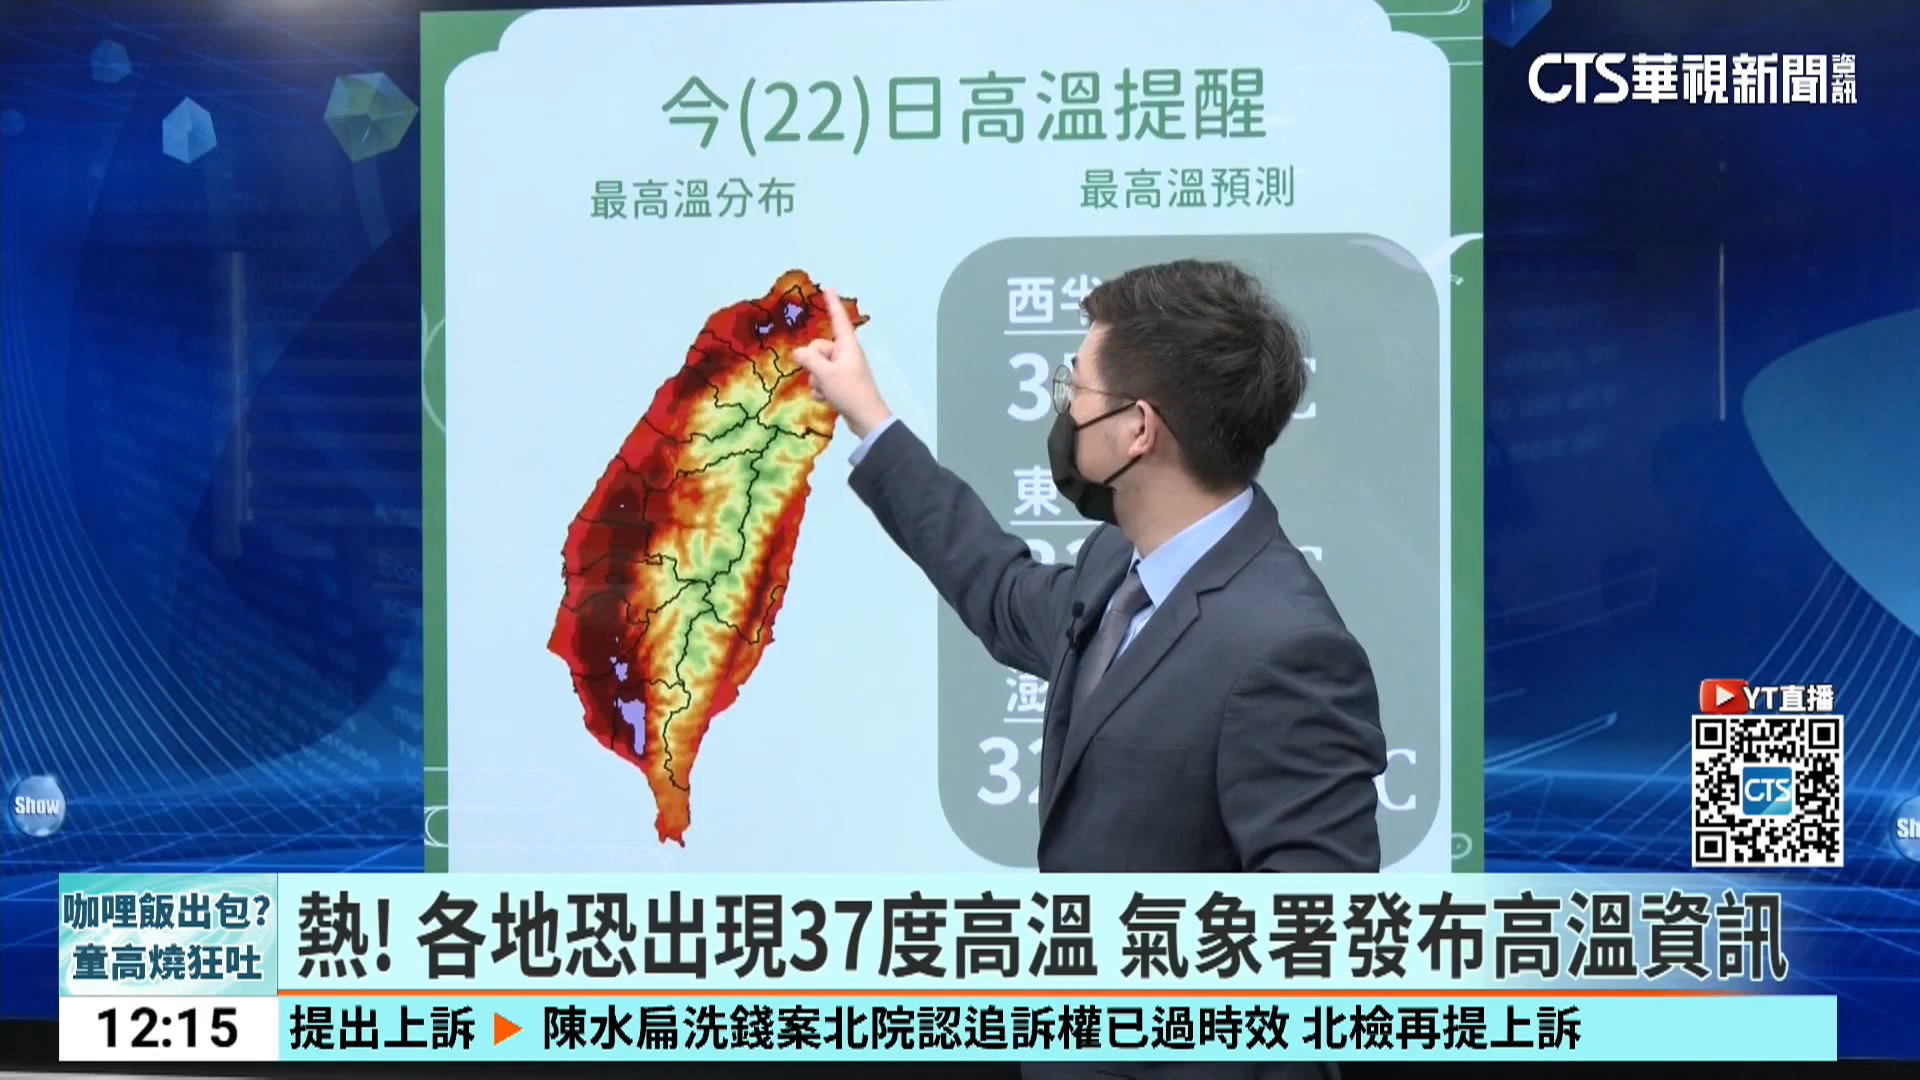 CTS華視新聞資訊
今(22)日高溫提醒
最高溫分布
最高溫預測
西半
東
澎
32
C
YT直播
CTS
Show
咖哩飯出包?
童高燒狂吐
熱! 各地恐出現37度高溫 氣象署發布高溫資訊
12:15
提出上訴▶陳水扁洗錢案北院認追訴權已過時效 北檢再提上訴